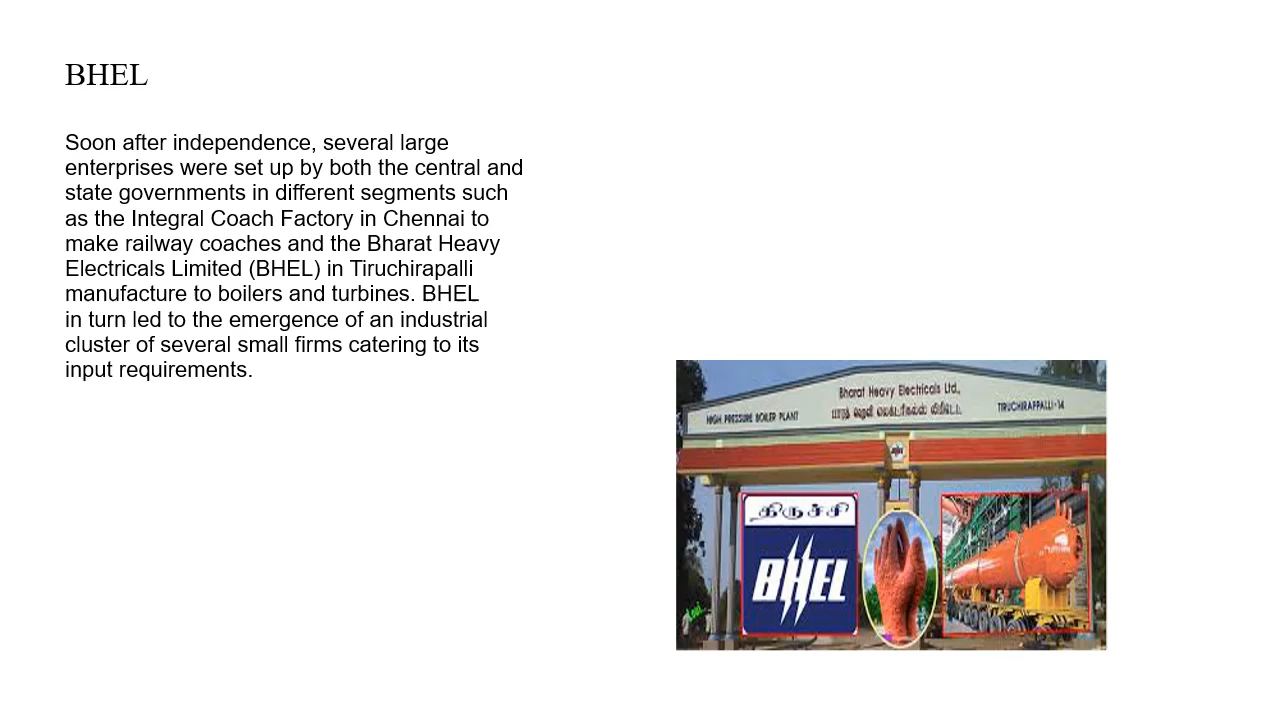 BHEL
Soon after independence, several large
enterprises were set up by both the central and
state governments in different segments such
as the Integral Coach Factory in Chennai to
make railway coaches and the Bharat Heavy
Electricals Limited (BHEL) in Tiruchirapalli
manufacture to boilers and turbines. BHEL
in turn led to the emergence of an industrial
cluster of several small firms catering to its
input requirements.
Bharat Heavy Electricals Ltd.,
HIGH PRESSURE BOILER PLANT
பாரத் ஹெவி எலெக்டரிகல்ஸ் லிமிடெட்.
TIRUCHIRAPPALLI-14
திருச்சி
BHEL